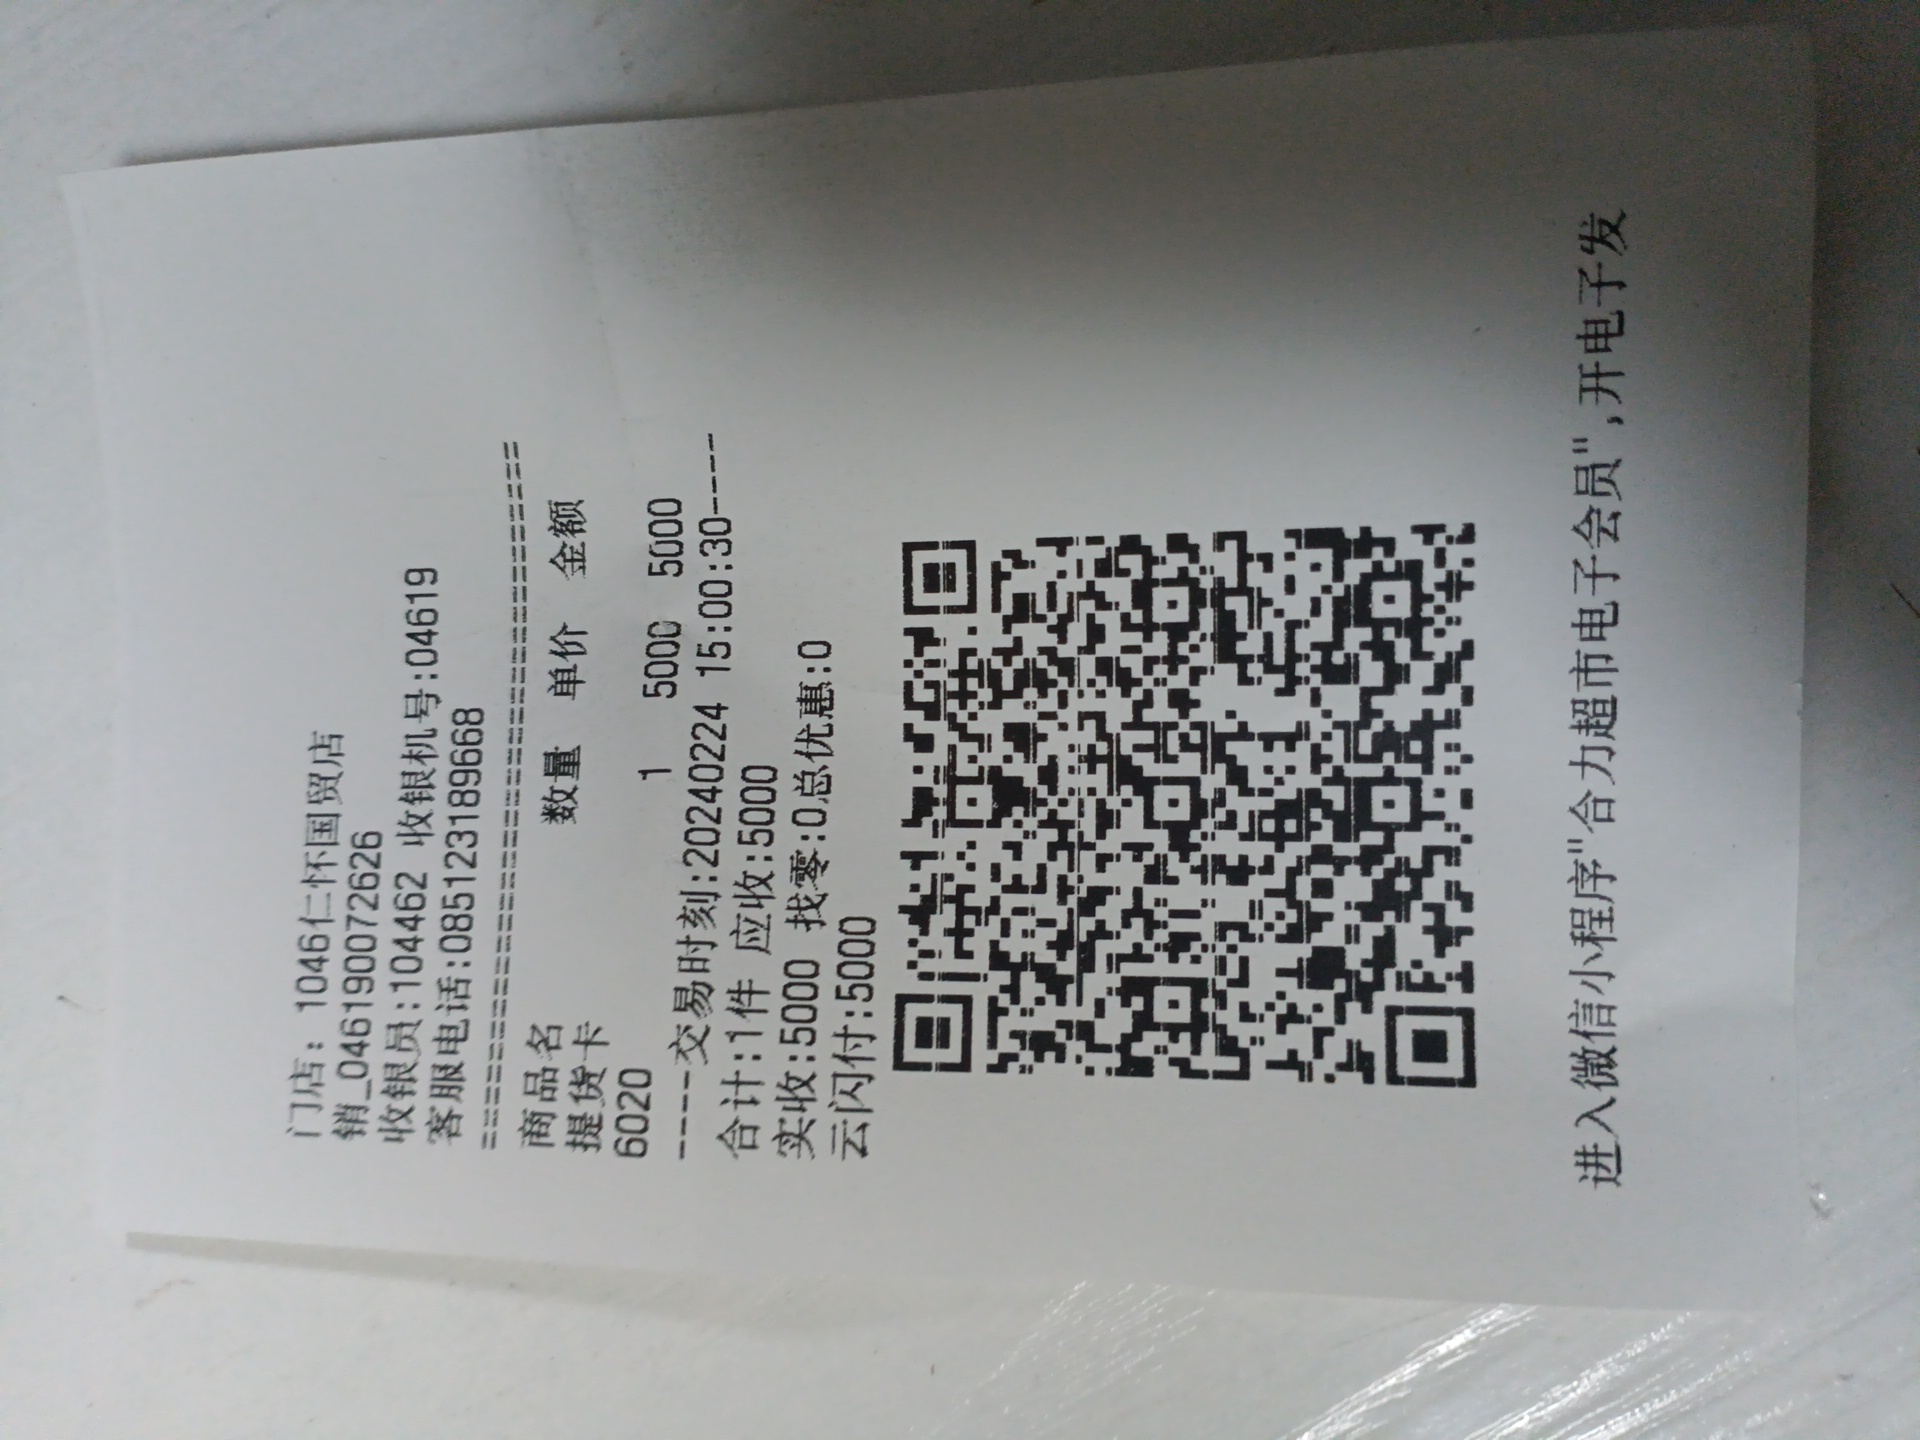 门店: 1046仁怀国贸店
销_046190072626
收银员:104462 收银机号:04619
客服电话:085123189668
==============================================
商品名 数量 单价 金额
提货卡
6020 1 5000 5000
----交易时刻:20240224 15:00:30----
合计:1件 应收:5000
实收:5000 找零:0总优惠:0
云闪付:5000
进入微信小程序"合力超市电子会员",开电子发